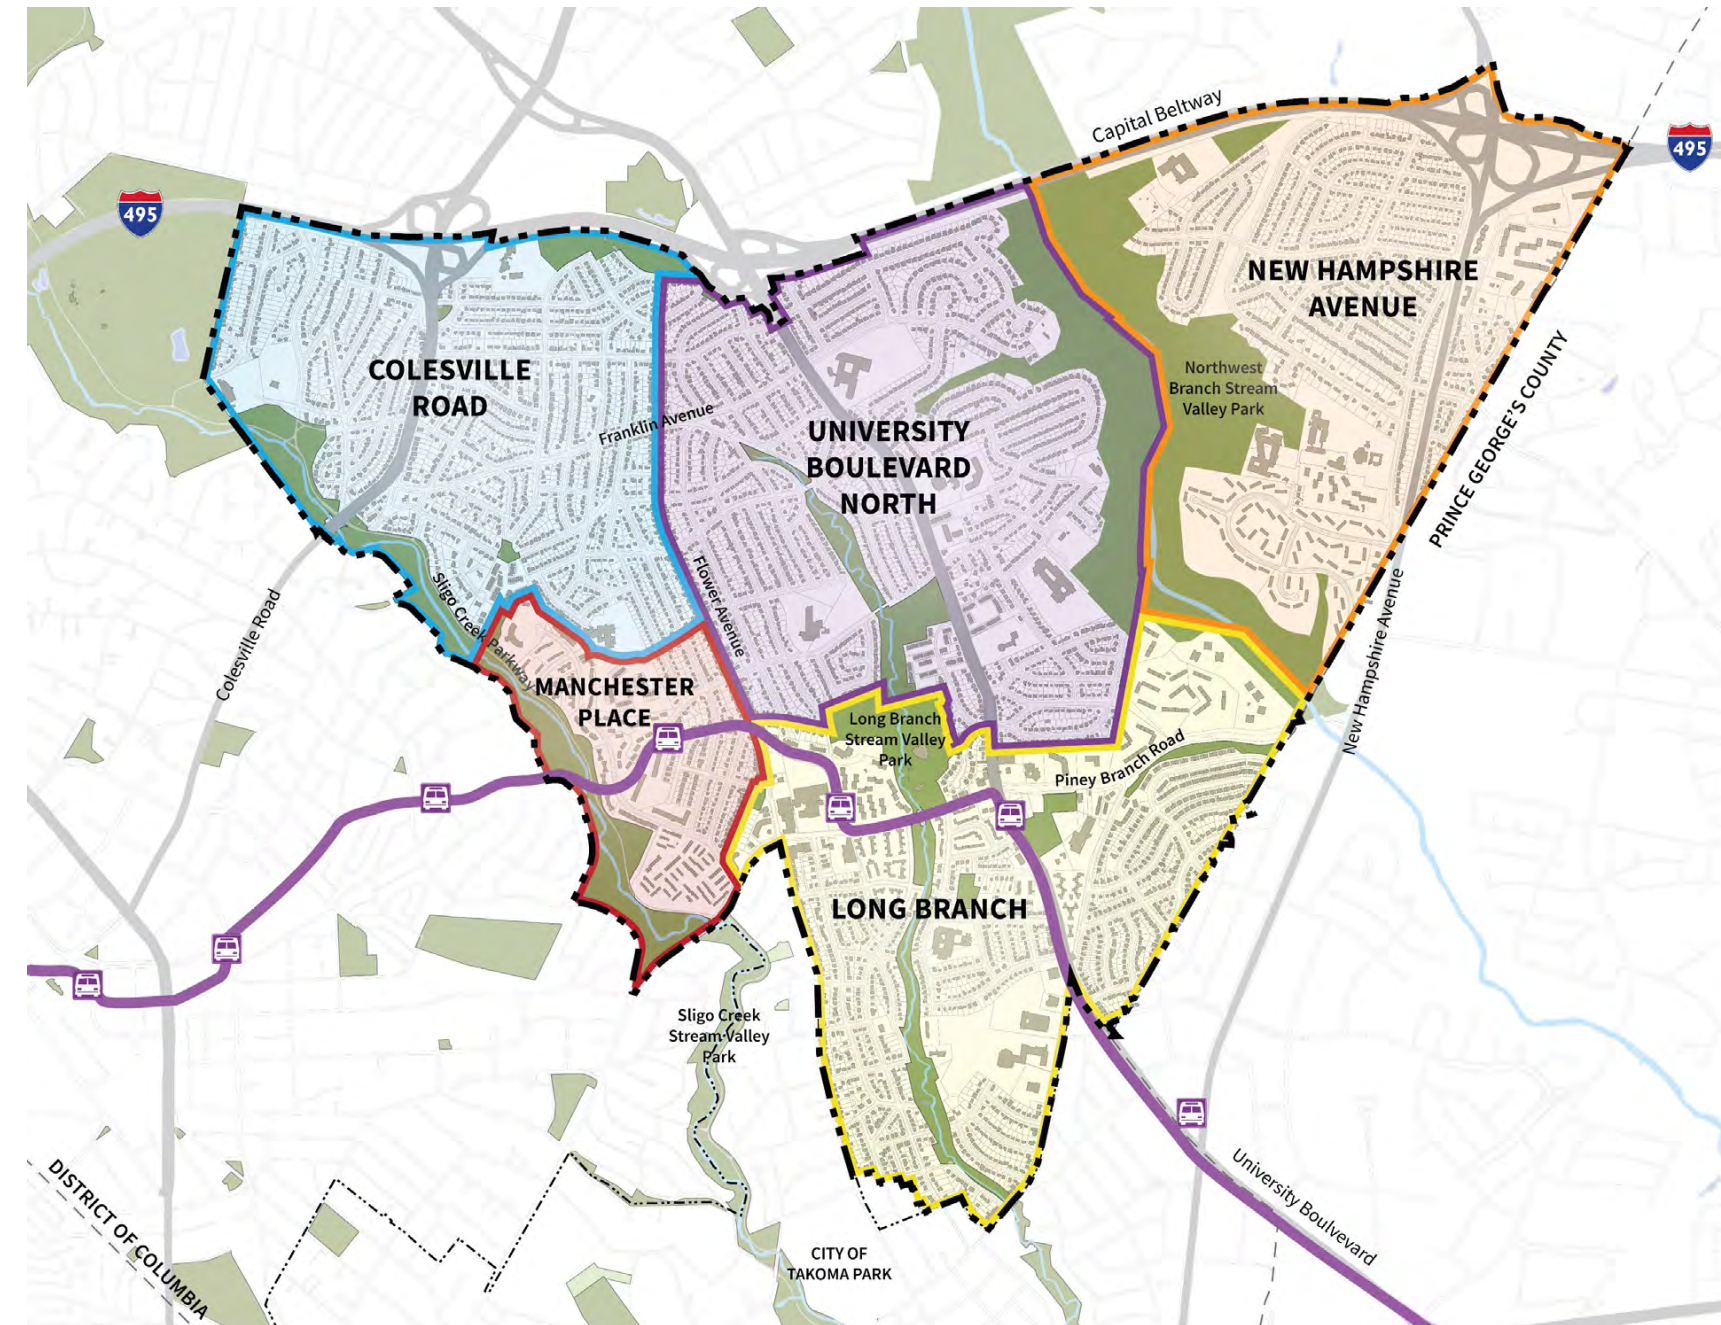 Capital Beltway
495
495
NEW HAMPSHIRE
AVENUE
COLESVILLE
ROAD
Northwest
Branch Stream
Valley Park
Franklin Avenue
UNIVERSITY
BOULEVARD
NORTH
PRINCE GEORGE'S COUNTY
Flower Avenue
Sligo Creek Parkway
Colesville Road
New Hampshire Avenue
MANCHESTER
PLACE
Long Branch
Stream Valley
Park
Piney Branch Road
LONG BRANCH
Sligo Creek
Stream Valley
Park
University Boulvevard
DISTRICT OF COLUMBIA
CITY OF
TAKOMA PARK